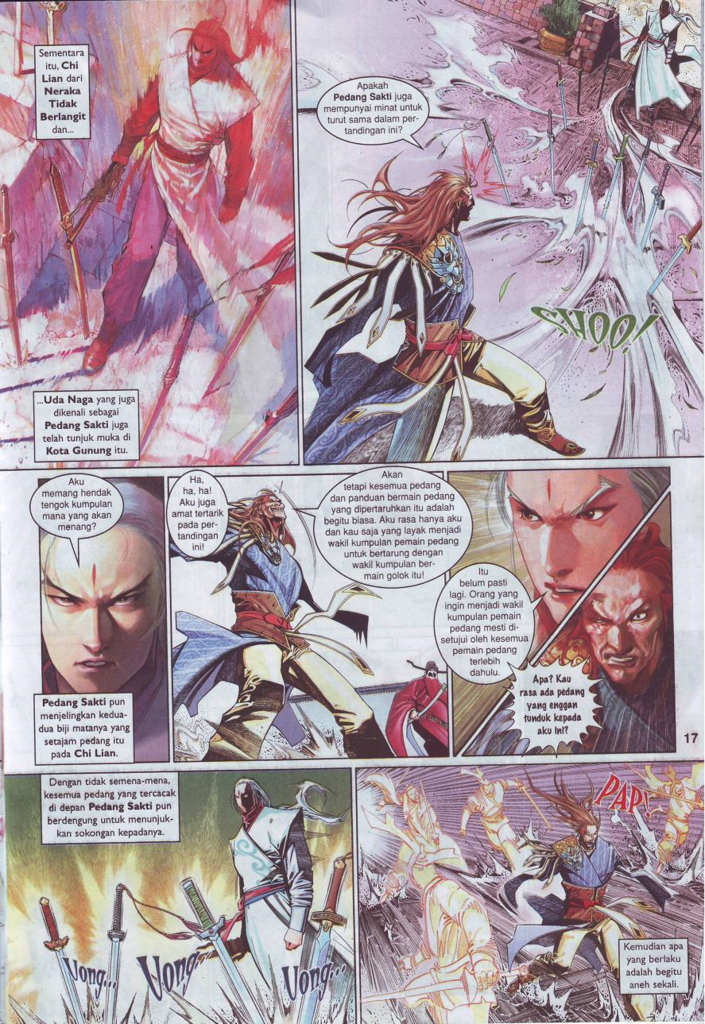 Sementara
itu, Chi
Lian dari
Neraka
Tidak
Berlangit
dan...
...Uda Naga yang juga
dikenali sebagai
Pedang Sakti juga
telah tunjuk muka di
Kota Gunung itu.
Apakah
Pedang Sakti juga
mempunyai minat untuk
turut sama dalam per-
tandingan ini?
CHOO!
Aku
memang hendak
tengok kumpulan
mana yang akan
menang?
Pedang Sakti pun
menjelingkan kedua-
dua biji matanya yang
setajam pedang itu
pada Chi Lian.
Ha,
ha, ha!
Aku juga
amat tertarik
pada per-
tandingan
ini!
Akan
tetapi kesemua pedang
dan panduan bermain pedang
yang dipertaruhkan itu adalah
begitu biasa. Aku rasa hanya aku
dan kau saja yang layak menjadi
wakil kumpulan pemain pedang
untuk bertarung dengan
wakil kumpulan ber-
main golok itu!
Itu
belum pasti
lagi. Orang yang
ingin menjadi wakil
kumpulan pemain
pedang mesti di-
setujui oleh kesemua
pemain pedang
terlebih
dahulu.
Apa? Kau
rasa ada pedang
yang enggan
tunduk kepada
aku ini?
17
Dengan tidak semena-mena,
kesemua pedang yang tercacak
di depan Pedang Sakti pun
berdengung untuk menunjuk-
kan sokongan kepadanya.
Vong...
Vong...
Vong...
PAP!
Kemudian apa
yang berlaku
adalah begitu
aneh sekali.